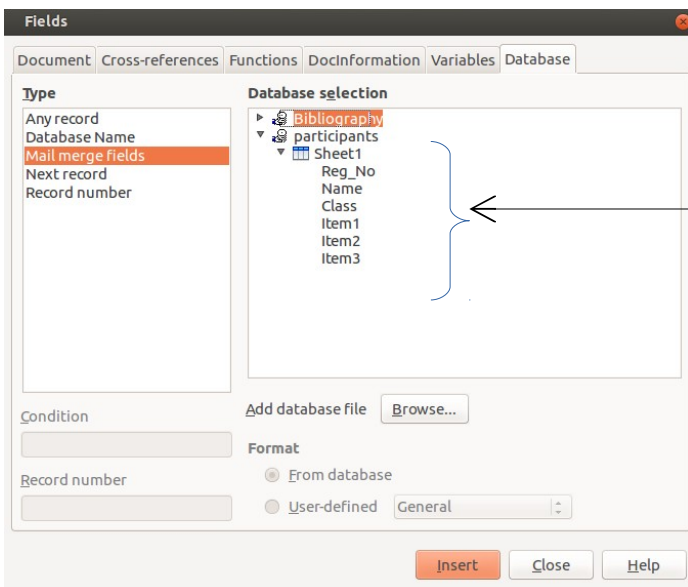 Fields
Document Cross-references Functions DocInformation Variables Database
Type
Any record
Database Name
Mail merge fields
Next record
Record number
Condition
Record number
Database selection
Bibliography
participants
Sheet1
Reg_No
Name
Class
Item1
Item2
Item3
Add database file Browse...
Format
From database
User-defined General
Insert Close Help